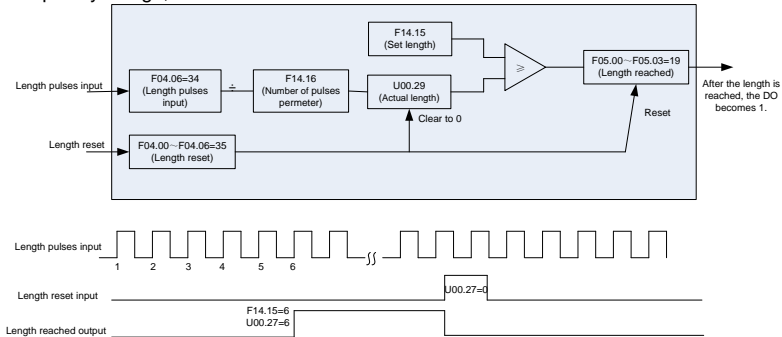 F14.15
(Set length)
F05.00～F05.03=19
(Length reached)
Length pulses input
F04.06=34
(Length pulses
input)
÷
F14.16
(Number of pulses
permeter)
U00.29
(Actual length)
≥
After the length is
reached, the DO
becomes 1.
Clear to 0
Reset
Length reset
F04.00～F04.06=35
(Length reset)
Length pulses input
1 2 3 4 5 6
Length reset input
U00.27=0
F14.15=6
U00.27=6
Length reached output